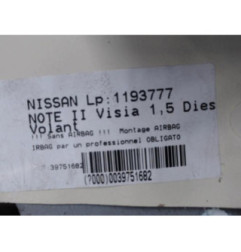 NISSAN Lp:1193777
NOTE II Visia 1,5 Dies
Volant
!!! Sans AIRBAG !!! Montage AIRBAG
IRBAG par un professionnel OBLIGATO
39751682
(7000)0039751682